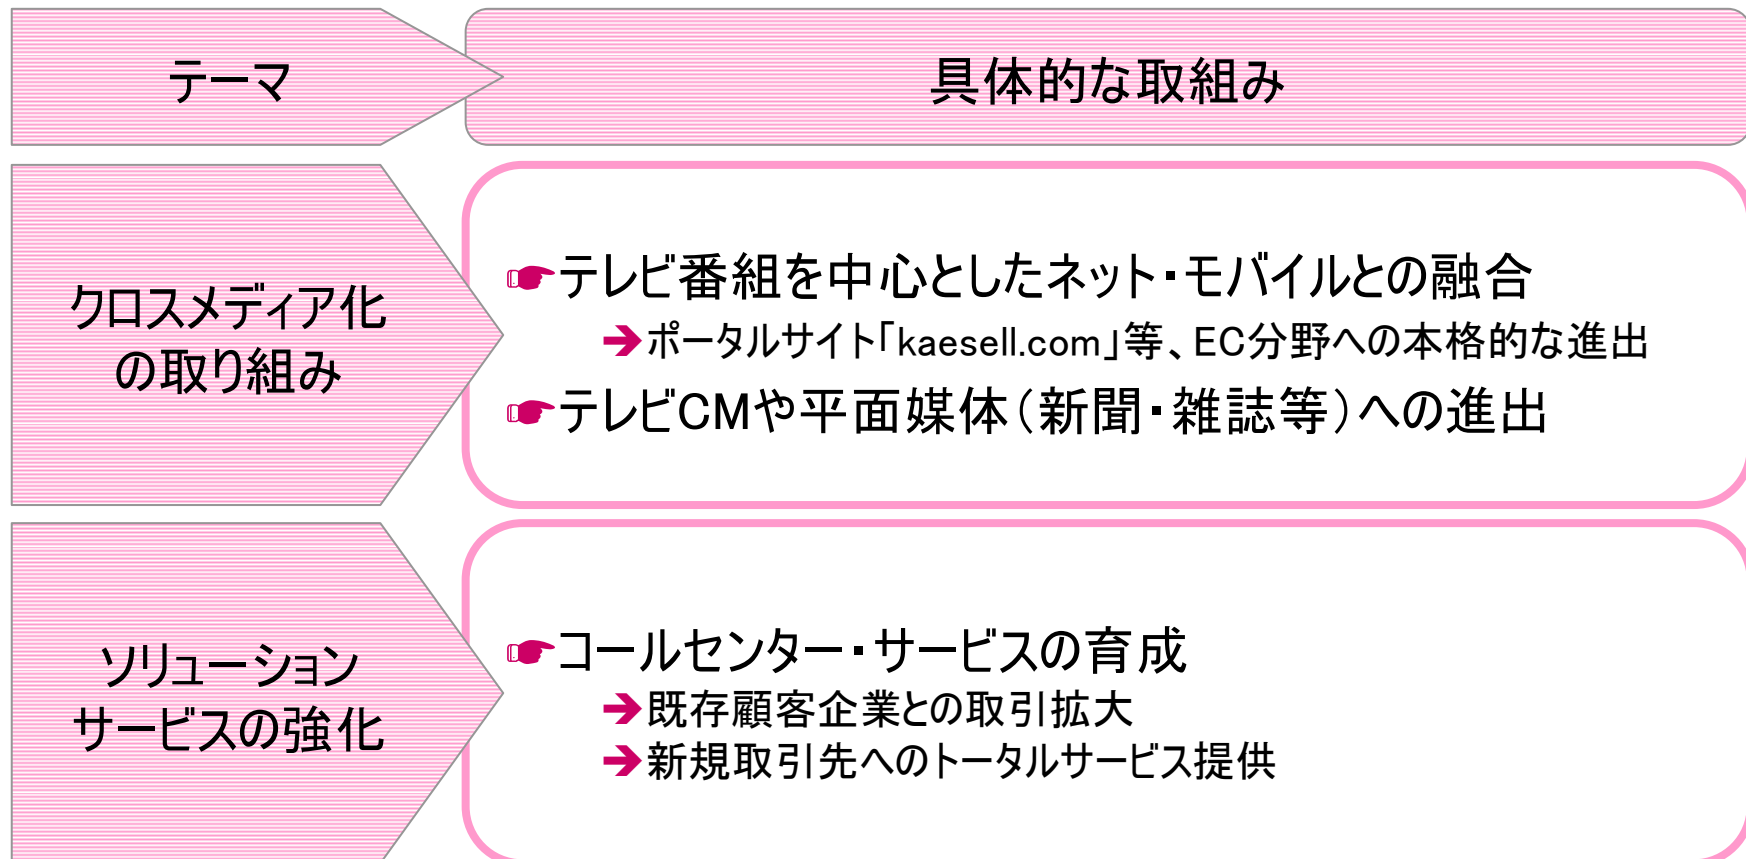 テーマ
具体的な取組み
クロスメディア化
の取り組み
☞テレビ番組を中心としたネット・モバイルとの融合
➔ポータルサイト「kaesell.com」等、EC分野への本格的な進出
☞テレビCMや平面媒体（新聞・雑誌等）への進出
ソリューション
サービスの強化
☞コールセンター・サービスの育成
➔既存顧客企業との取引拡大
➔新規取引先へのトータルサービス提供